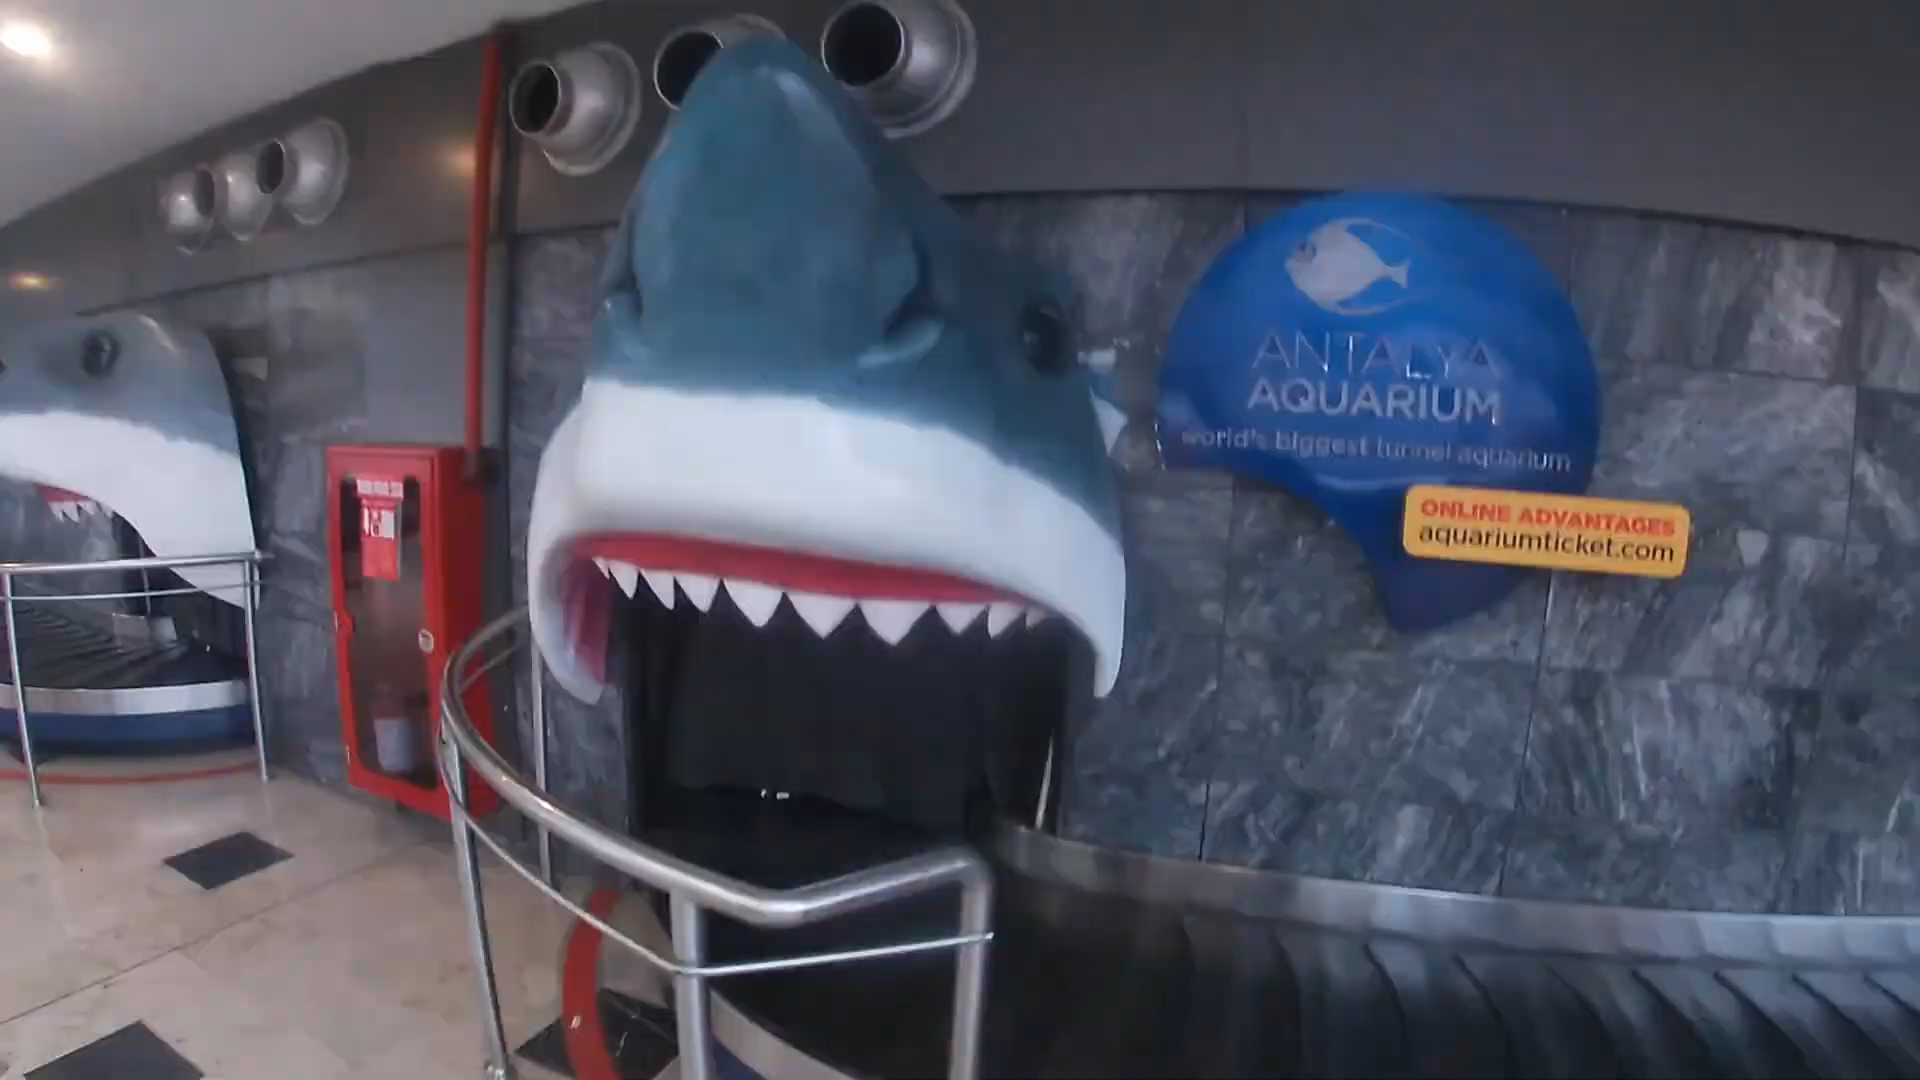 ANTALYA
AQUARIUM
world's biggest tunnel aquarium
ONLINE ADVANTAGES
aquariumticket.com